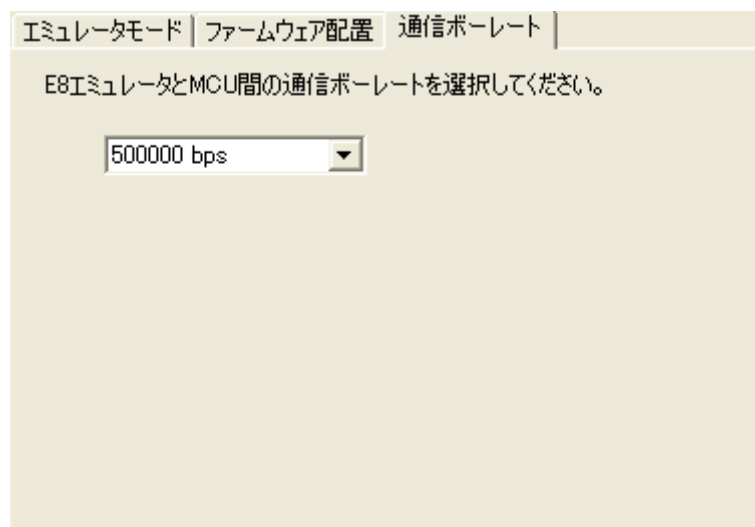 エミュレータモード ファームウェア配置 通信ボーレート
E8エミュレータとMCU間の通信ボーレートを選択してください。
500000 bps